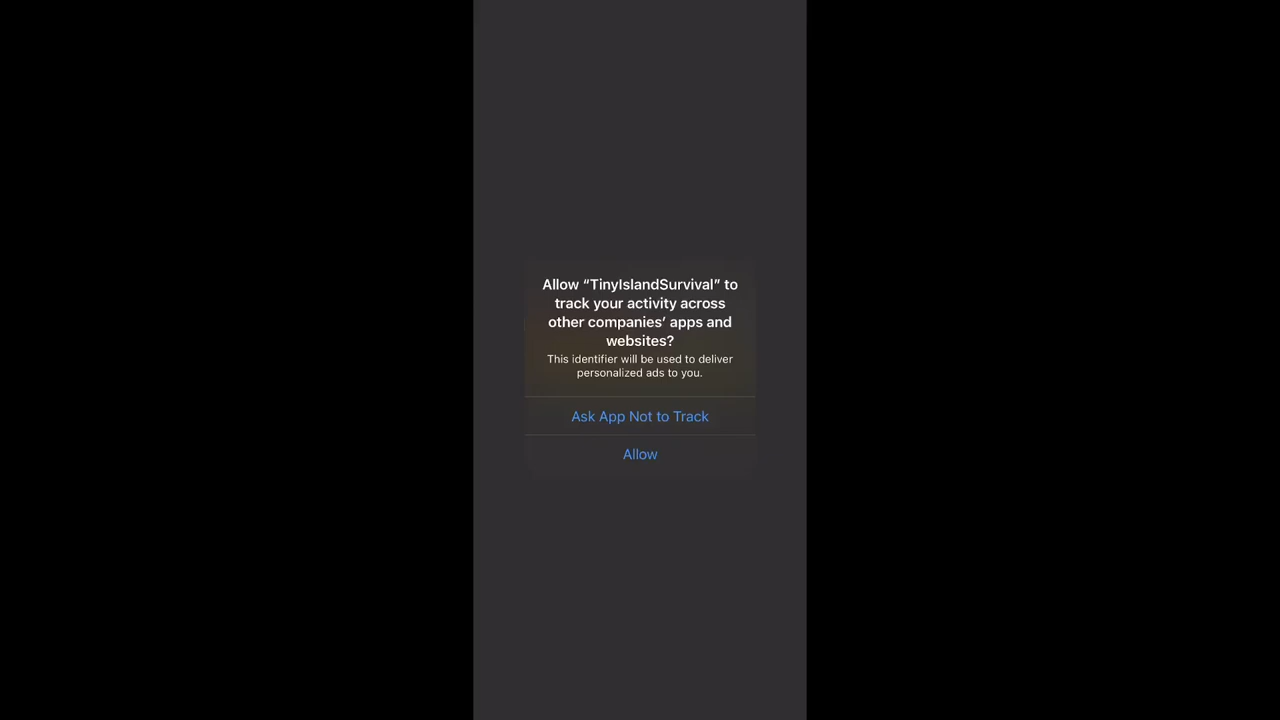 Allow “TinyIslandSurvival” to
track your activity across
other companies’ apps and
websites?
This identifier will be used to deliver
personalized ads to you.
Ask App Not to Track
Allow